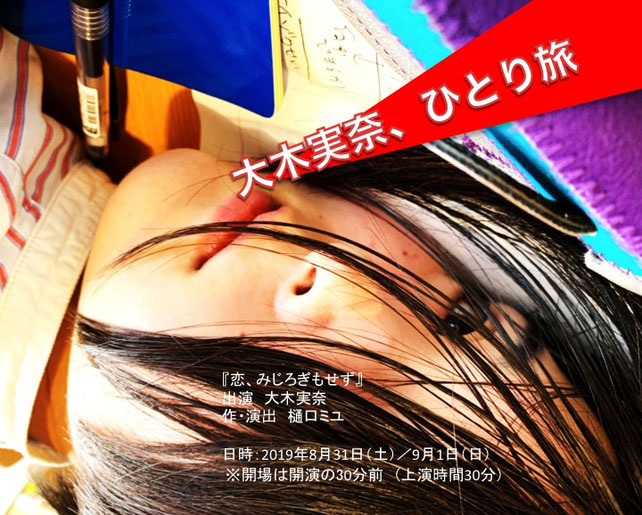 大木実奈、ひとり旅
『恋、みじろぎもせず』
出演　大木実奈
作・演出　樋口ミユ
日時：2019年8月31日（土）／9月1日（日）
※開場は開演の30分前　（上演時間30分）